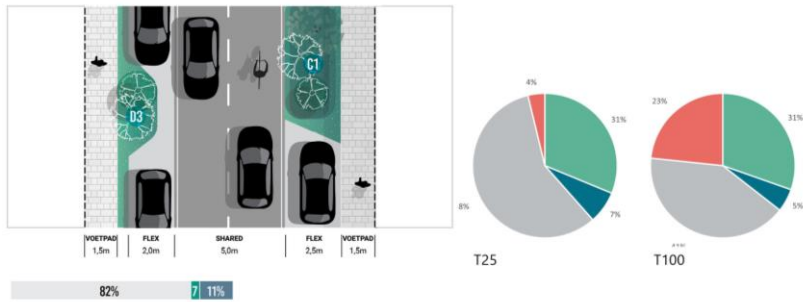 C1
D3
VOETPAD FLEX SHARED FLEX VOETPAD
1,5m 2,0m 5,0m 2,5m 1,5m
82% 7 11%
4%
31%
7%
8%
T25
23%
31%
5%
T100